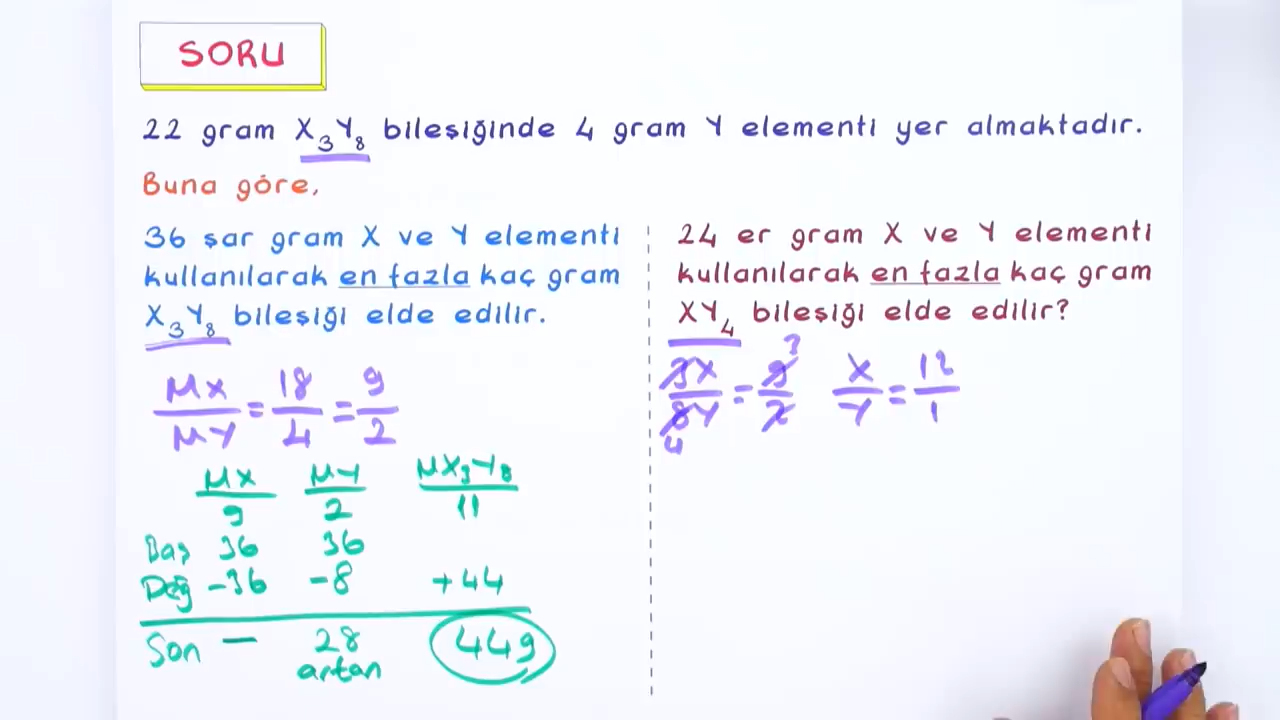 SORU
22 gram X₃Y₈ bileşiğinde 4 gram Y elementi yer almaktadır.
Buna göre,
36 şar gram X ve Y elementi
kullanılarak en fazla kaç gram
X₃Y₈ bileşiği elde edilir.
MX/MY = 18/4 = 9/2
MX MY MX₃Y₈
9 2 11
Baş 36 36
Değ -36 -8 +44
Son — 28 44g
artan
24 er gram X ve Y elementi
kullanılarak en fazla kaç gram
XY₄ bileşiği elde edilir?
3
3X/8Y = 9/2 X/Y = 12/1
4